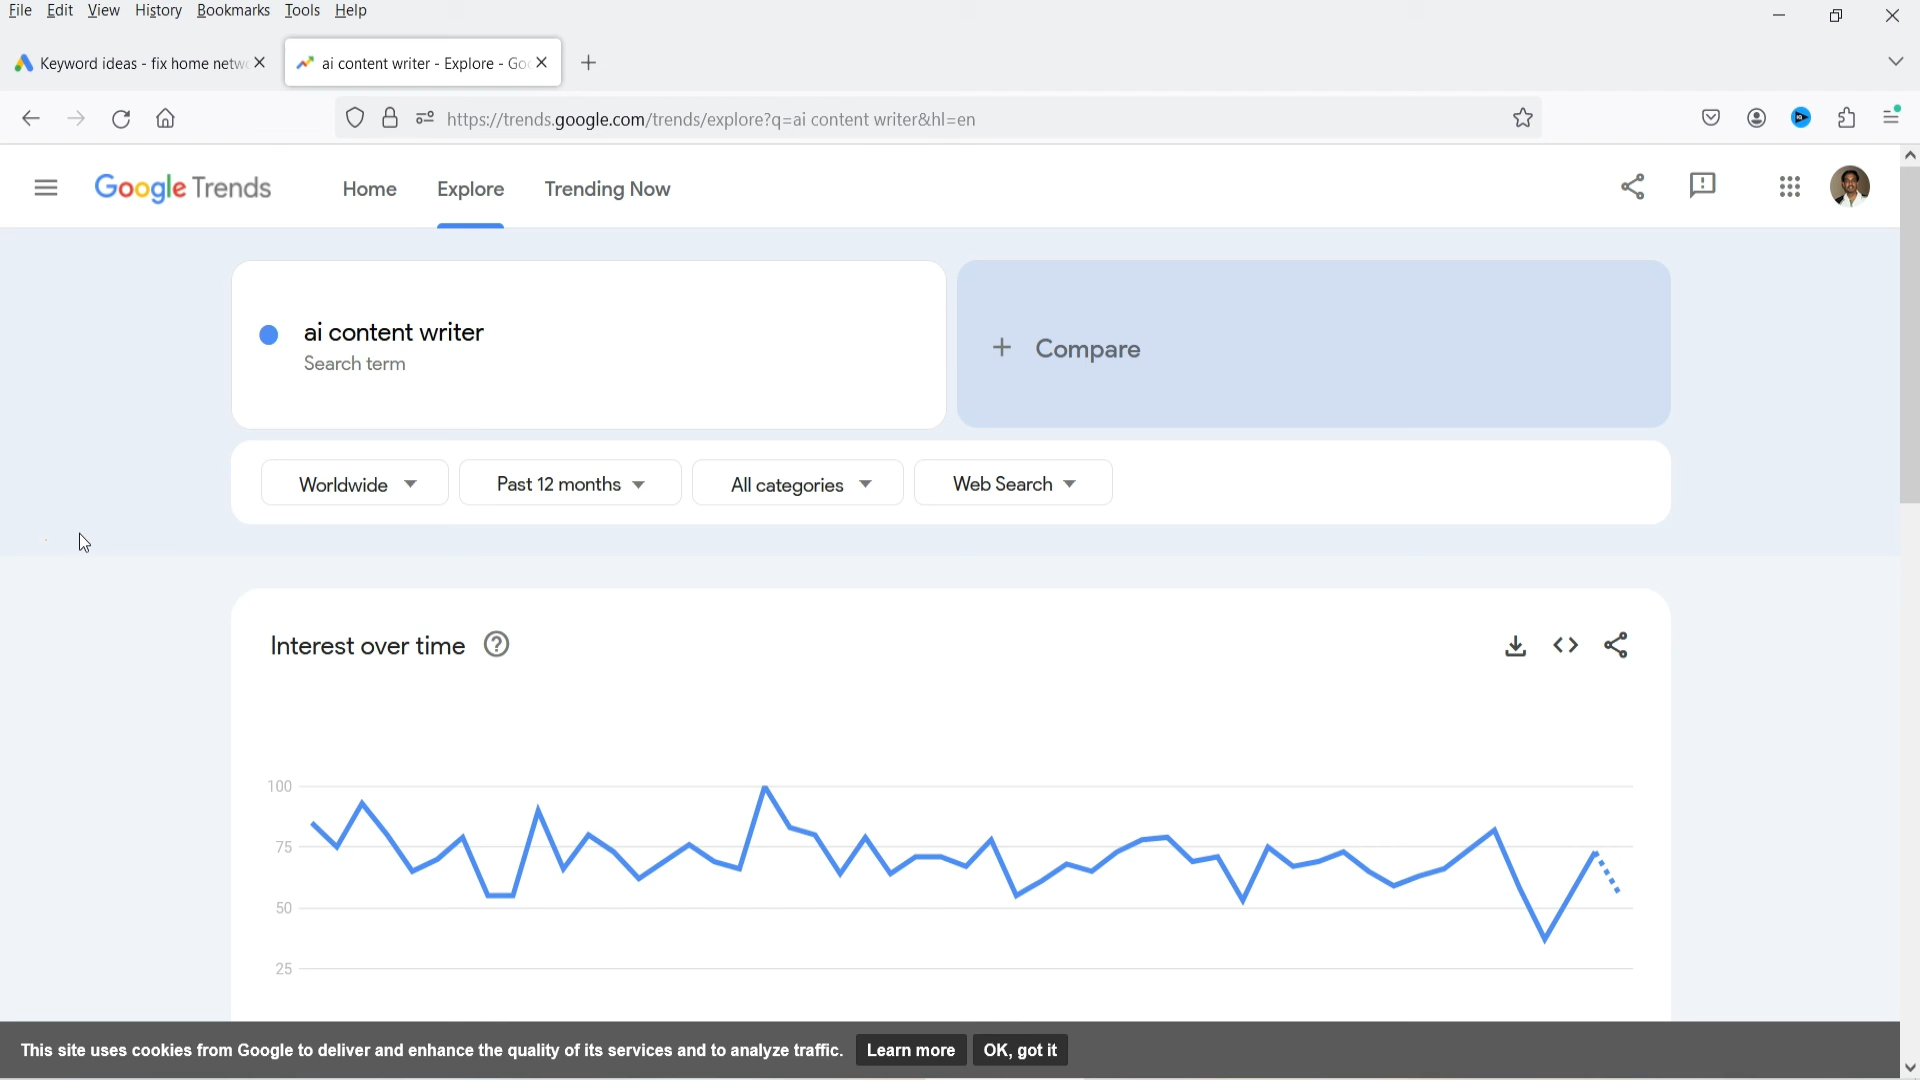 File Edit View History Bookmarks Tools Help
Keyword ideas - fix home netw
ai content writer - Explore - Goo
https://trends.google.com/trends/explore?q=ai content writer&hl=en
Google Trends Home Explore Trending Now
ai content writer
Search term
+ Compare
Worldwide Past 12 months All categories Web Search
Interest over time
100
75
50
25
This site uses cookies from Google to deliver and enhance the quality of its services and to analyze traffic. Learn more OK, got it